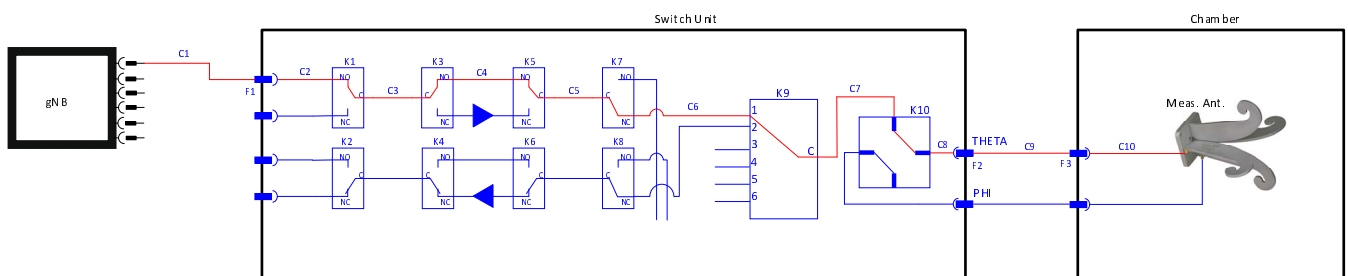 Switch Unit
Chamber
gNB
C1
F1
C2
K1
NO
C
NC
C3
K3
NO
C
NC
C4
K5
NO
C
NC
C5
K7
NO
C
NC
C6
K2
NO
C
NC
K4
NO
C
NC
K6
NO
C
NC
K8
NO
C
NC
K9
1
2
3
4
5
6
C
C7
K10
C8
THETA
F2
PHI
C9
F3
C10
Meas. Ant.